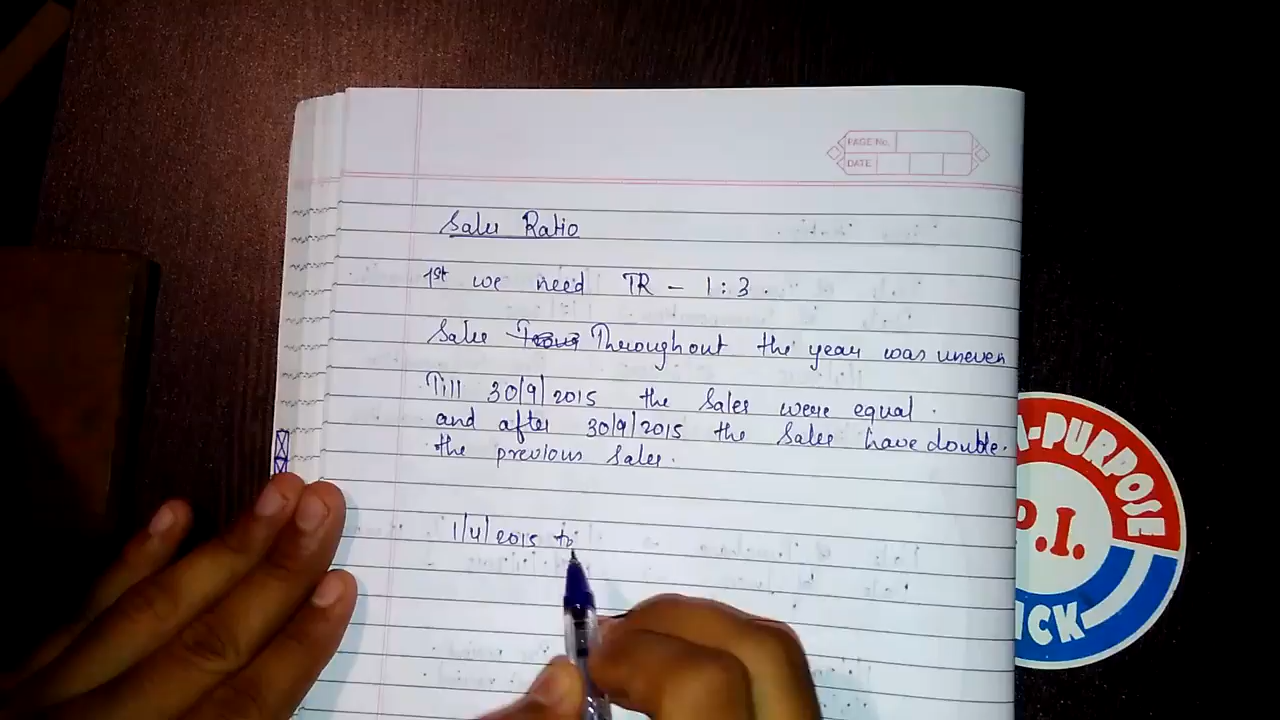 PAGE No.
DATE
Sales Ratio
1st we need TR - 1:3.
Sales Throughout the year was uneven
Till 30/9/2015 the Sales were equal.
and after 30/9/2015 the Sales have double.
the previous Sales.
1/4/2015 to
-PURPOSE
P.I.
ICK